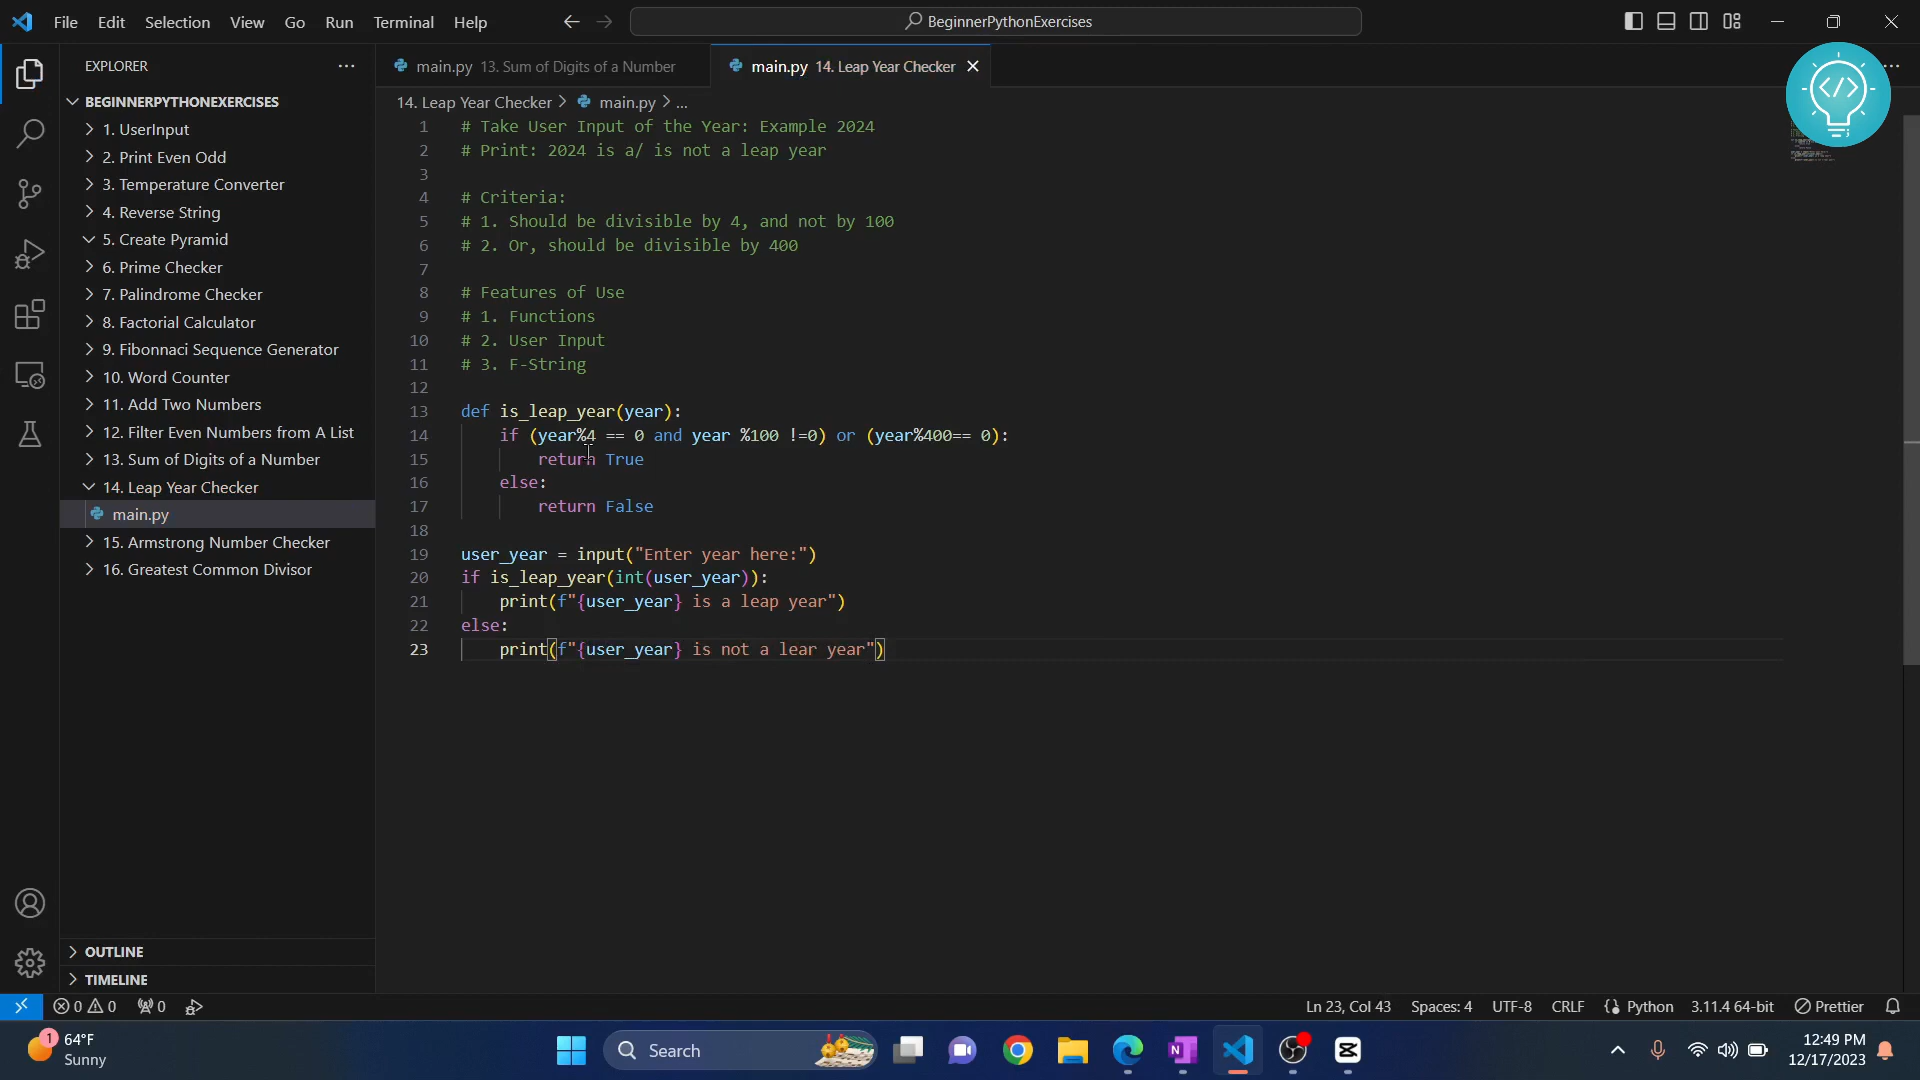 File Edit Selection View Go Run Terminal Help
BeginnerPythonExercises
EXPLORER
BEGINNERPYTHONEXERCISES
1. UserInput
2. Print Even Odd
3. Temperature Converter
4. Reverse String
5. Create Pyramid
6. Prime Checker
7. Palindrome Checker
8. Factorial Calculator
9. Fibonnaci Sequence Generator
10. Word Counter
11. Add Two Numbers
12. Filter Even Numbers from A List
13. Sum of Digits of a Number
14. Leap Year Checker
main.py
15. Armstrong Number Checker
16. Greatest Common Divisor
OUTLINE
TIMELINE
main.py 13. Sum of Digits of a Number
main.py 14. Leap Year Checker
14. Leap Year Checker > main.py > ...
1 # Take User Input of the Year: Example 2024
2 # Print: 2024 is a/ is not a leap year
3
4 # Criteria:
5 # 1. Should be divisible by 4, and not by 100
6 # 2. Or, should be divisible by 400
7
8 # Features of Use
9 # 1. Functions
10 # 2. User Input
11 # 3. F-String
12
13 def is_leap_year(year):
14 if (year%4 == 0 and year %100 !=0) or (year%400== 0):
15 return True
16 else:
17 return False
18
19 user_year = input("Enter year here:")
20 if is_leap_year(int(user_year)):
21 print(f"{user_year} is a leap year")
22 else:
23 print(f"{user_year} is not a lear year")
</>
0 0 0
Ln 23, Col 43 Spaces: 4 UTF-8 CRLF Python 3.11.4 64-bit Prettier
1 64°F
Sunny
Search
N
12:49 PM
12/17/2023